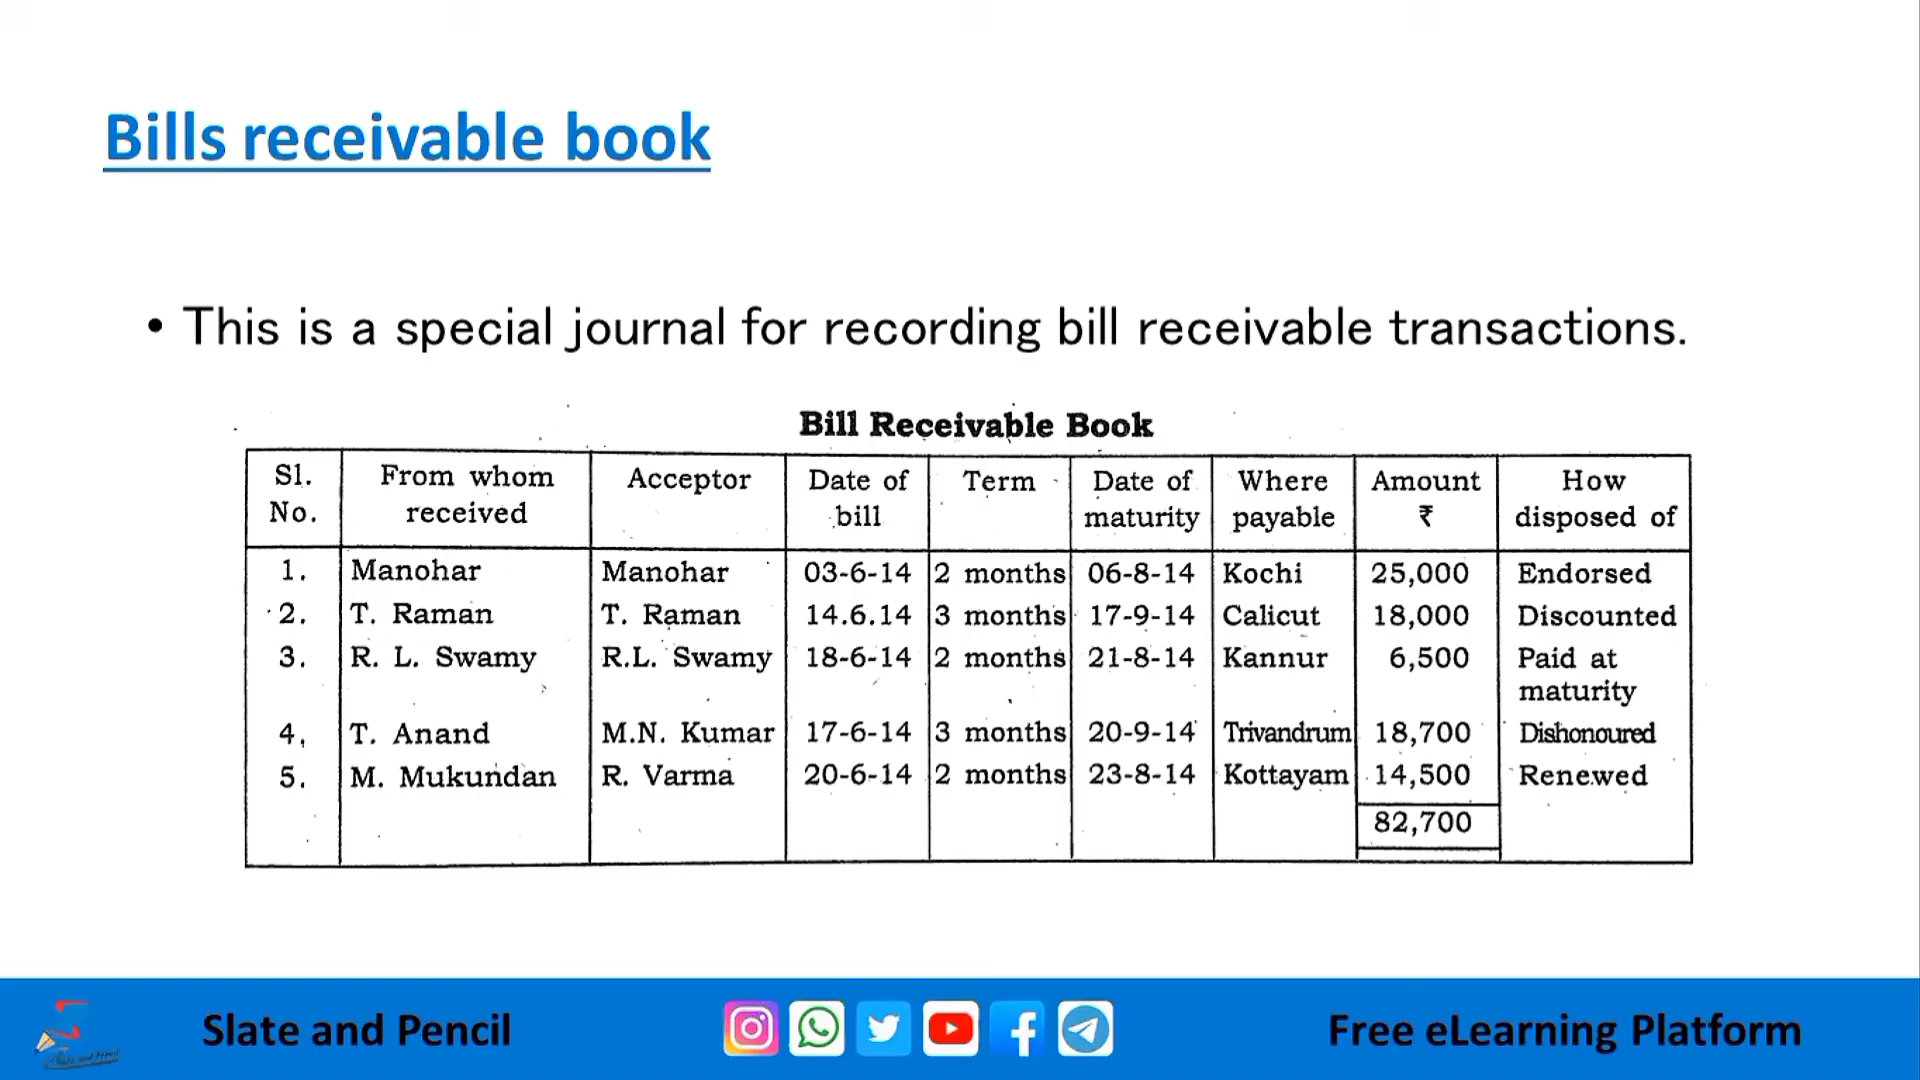 Bills receivable book
• This is a special journal for recording bill receivable transactions.
Bill Receivable Book
Sl. No. From whom received Acceptor Date of bill Term Date of maturity Where payable Amount ₹ How disposed of
1. Manohar Manohar 03-6-14 2 months 06-8-14 Kochi 25,000 Endorsed
2. T. Raman T. Raman 14.6.14 3 months 17-9-14 Calicut 18,000 Discounted
3. R. L. Swamy R.L. Swamy 18-6-14 2 months 21-8-14 Kannur 6,500 Paid at maturity
4. T. Anand M.N. Kumar 17-6-14 3 months 20-9-14 Trivandrum 18,700 Dishonoured
5. M. Mukundan R. Varma 20-6-14 2 months 23-8-14 Kottayam 14,500 Renewed
82,700
Slate and Pencil
Free eLearning Platform